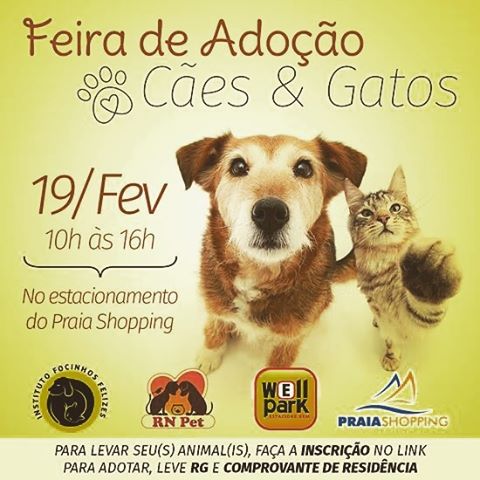 Feira de Adoção
Cães & Gatos
19/Fev
10h às 16h
No estacionamento
do Praia Shopping
INSTITUTO FOCINHOS FELIZES
RN Pet
WELL
park
ESTACIONE BEM
PRAIASHOPPING
PARA LEVAR SEU(S) ANIMAL(IS), FAÇA A INSCRIÇÃO NO LINK
PARA ADOTAR, LEVE RG E COMPROVANTE DE RESIDÊNCIA